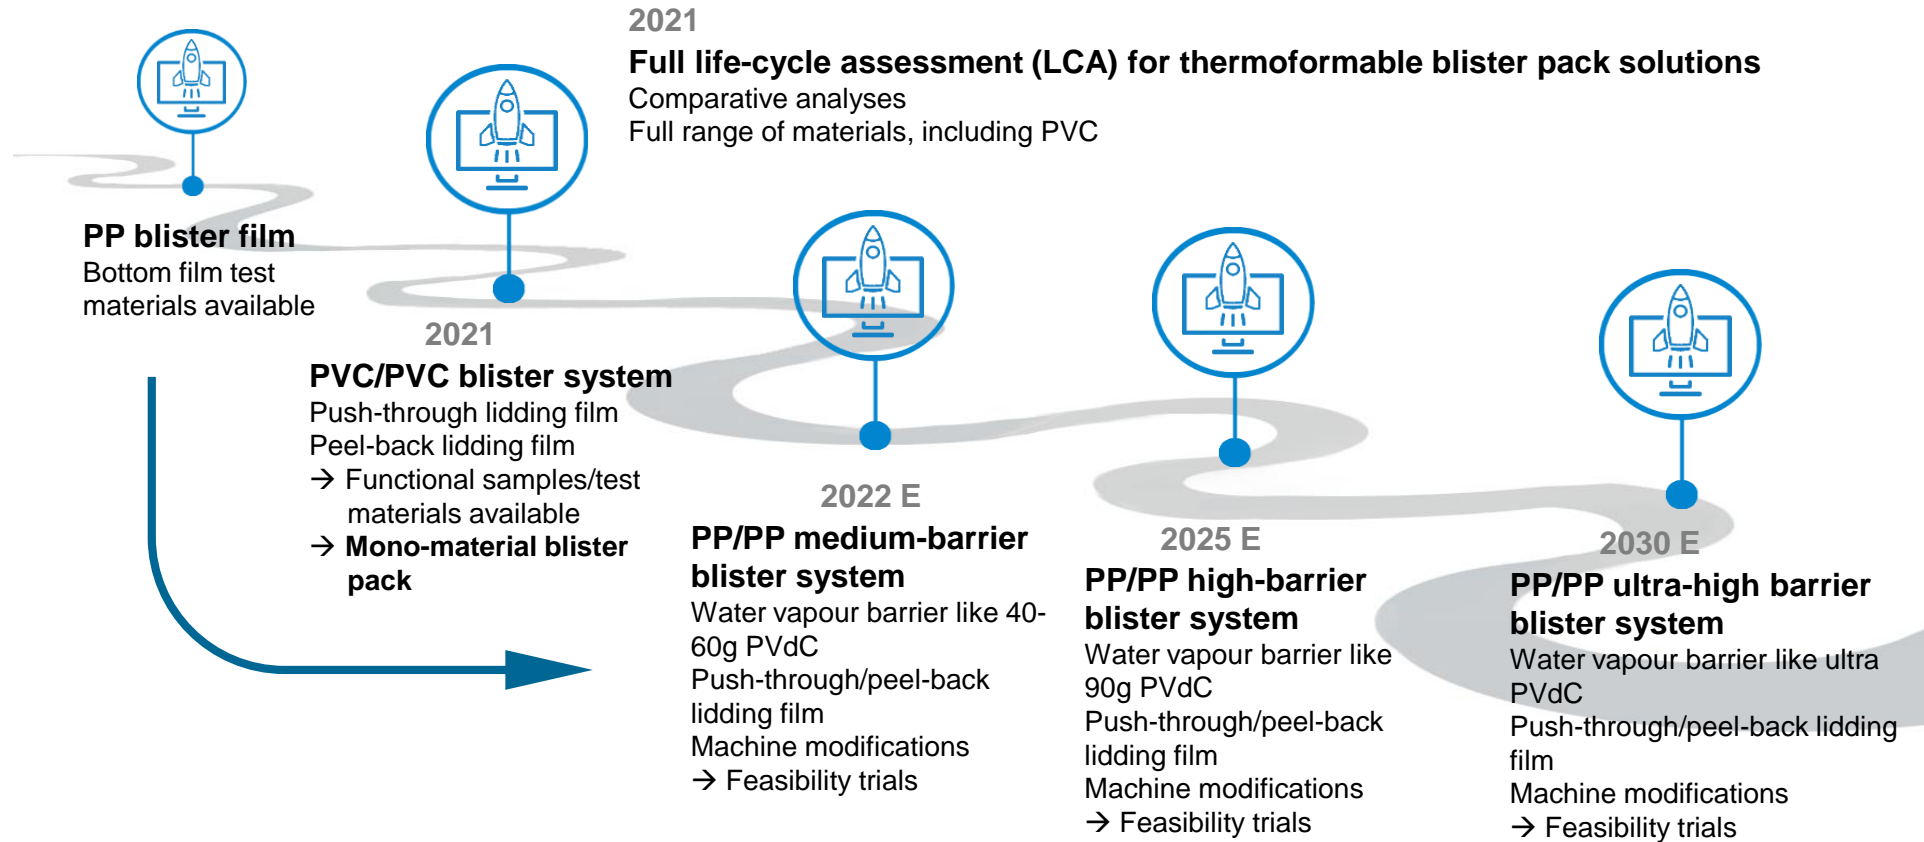 2021
Full life-cycle assessment (LCA) for thermoformable blister pack solutions
Comparative analyses
Full range of materials, including PVC
PP blister film
Bottom film test
materials available
2021
PVC/PVC blister system
Push-through lidding film
Peel-back lidding film
→ Functional samples/test
materials available
→ Mono-material blister
pack
2022 E
PP/PP medium-barrier
blister system
Water vapour barrier like 40-
60g PVdC
Push-through/peel-back
lidding film
Machine modifications
→ Feasibility trials
2025 E
PP/PP high-barrier
blister system
Water vapour barrier like
90g PVdC
Push-through/peel-back
lidding film
Machine modifications
→ Feasibility trials
2030 E
PP/PP ultra-high barrier
blister system
Water vapour barrier like ultra
PVdC
Push-through/peel-back lidding
film
Machine modifications
→ Feasibility trials